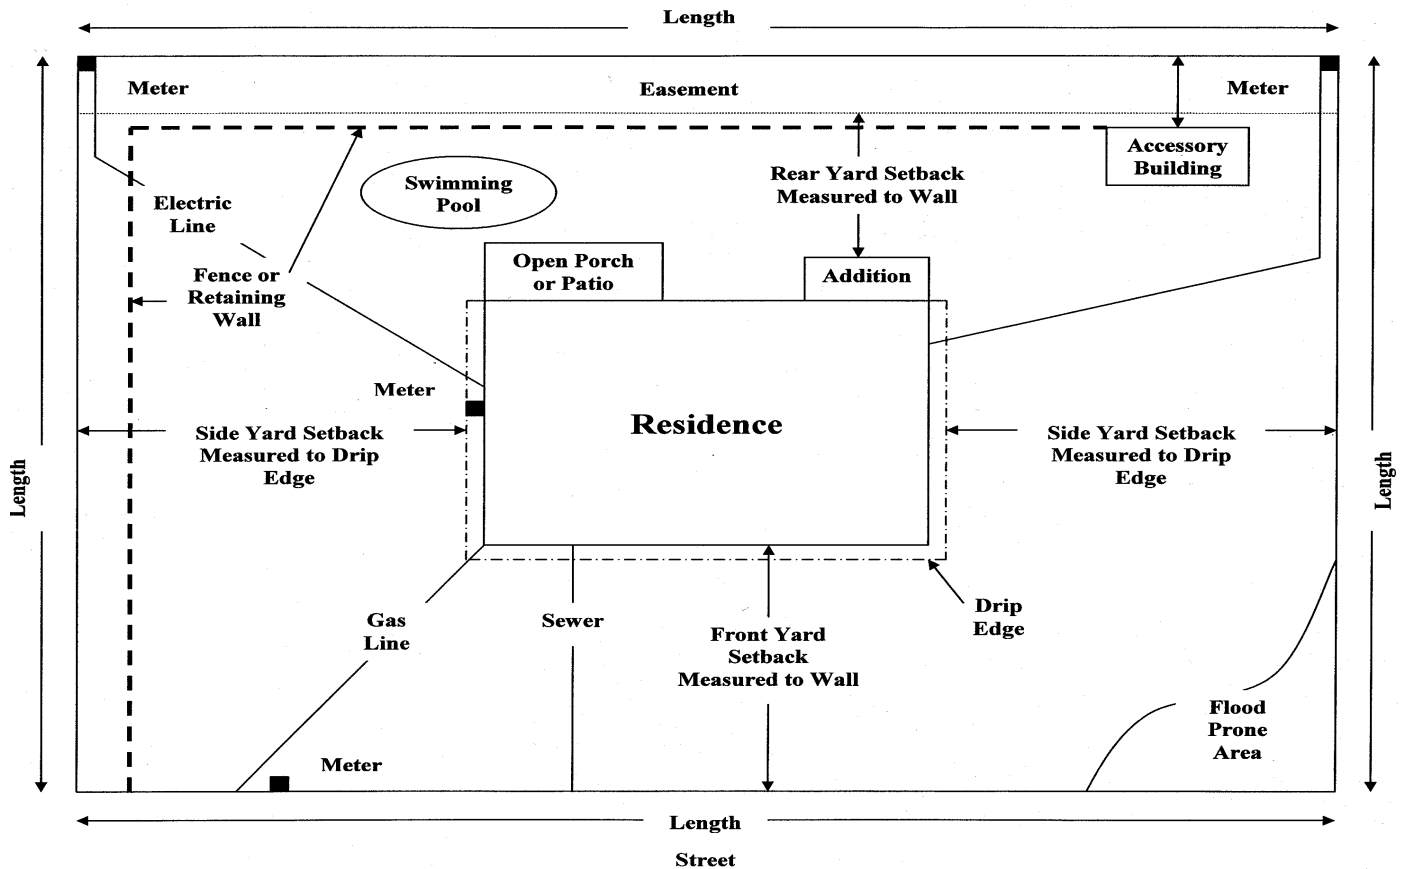 Length
Meter
Easement
Meter
Accessory
Building
Rear Yard Setback
Measured to Wall
Swimming
Pool
Electric
Line
Open Porch
or Patio
Addition
Fence or
Retaining
Wall
Meter
Residence
Side Yard Setback
Measured to Drip
Edge
Side Yard Setback
Measured to Drip
Edge
Length
Length
Gas
Line
Sewer
Front Yard
Setback
Measured to Wall
Drip
Edge
Flood
Prone
Area
Meter
Length
Street